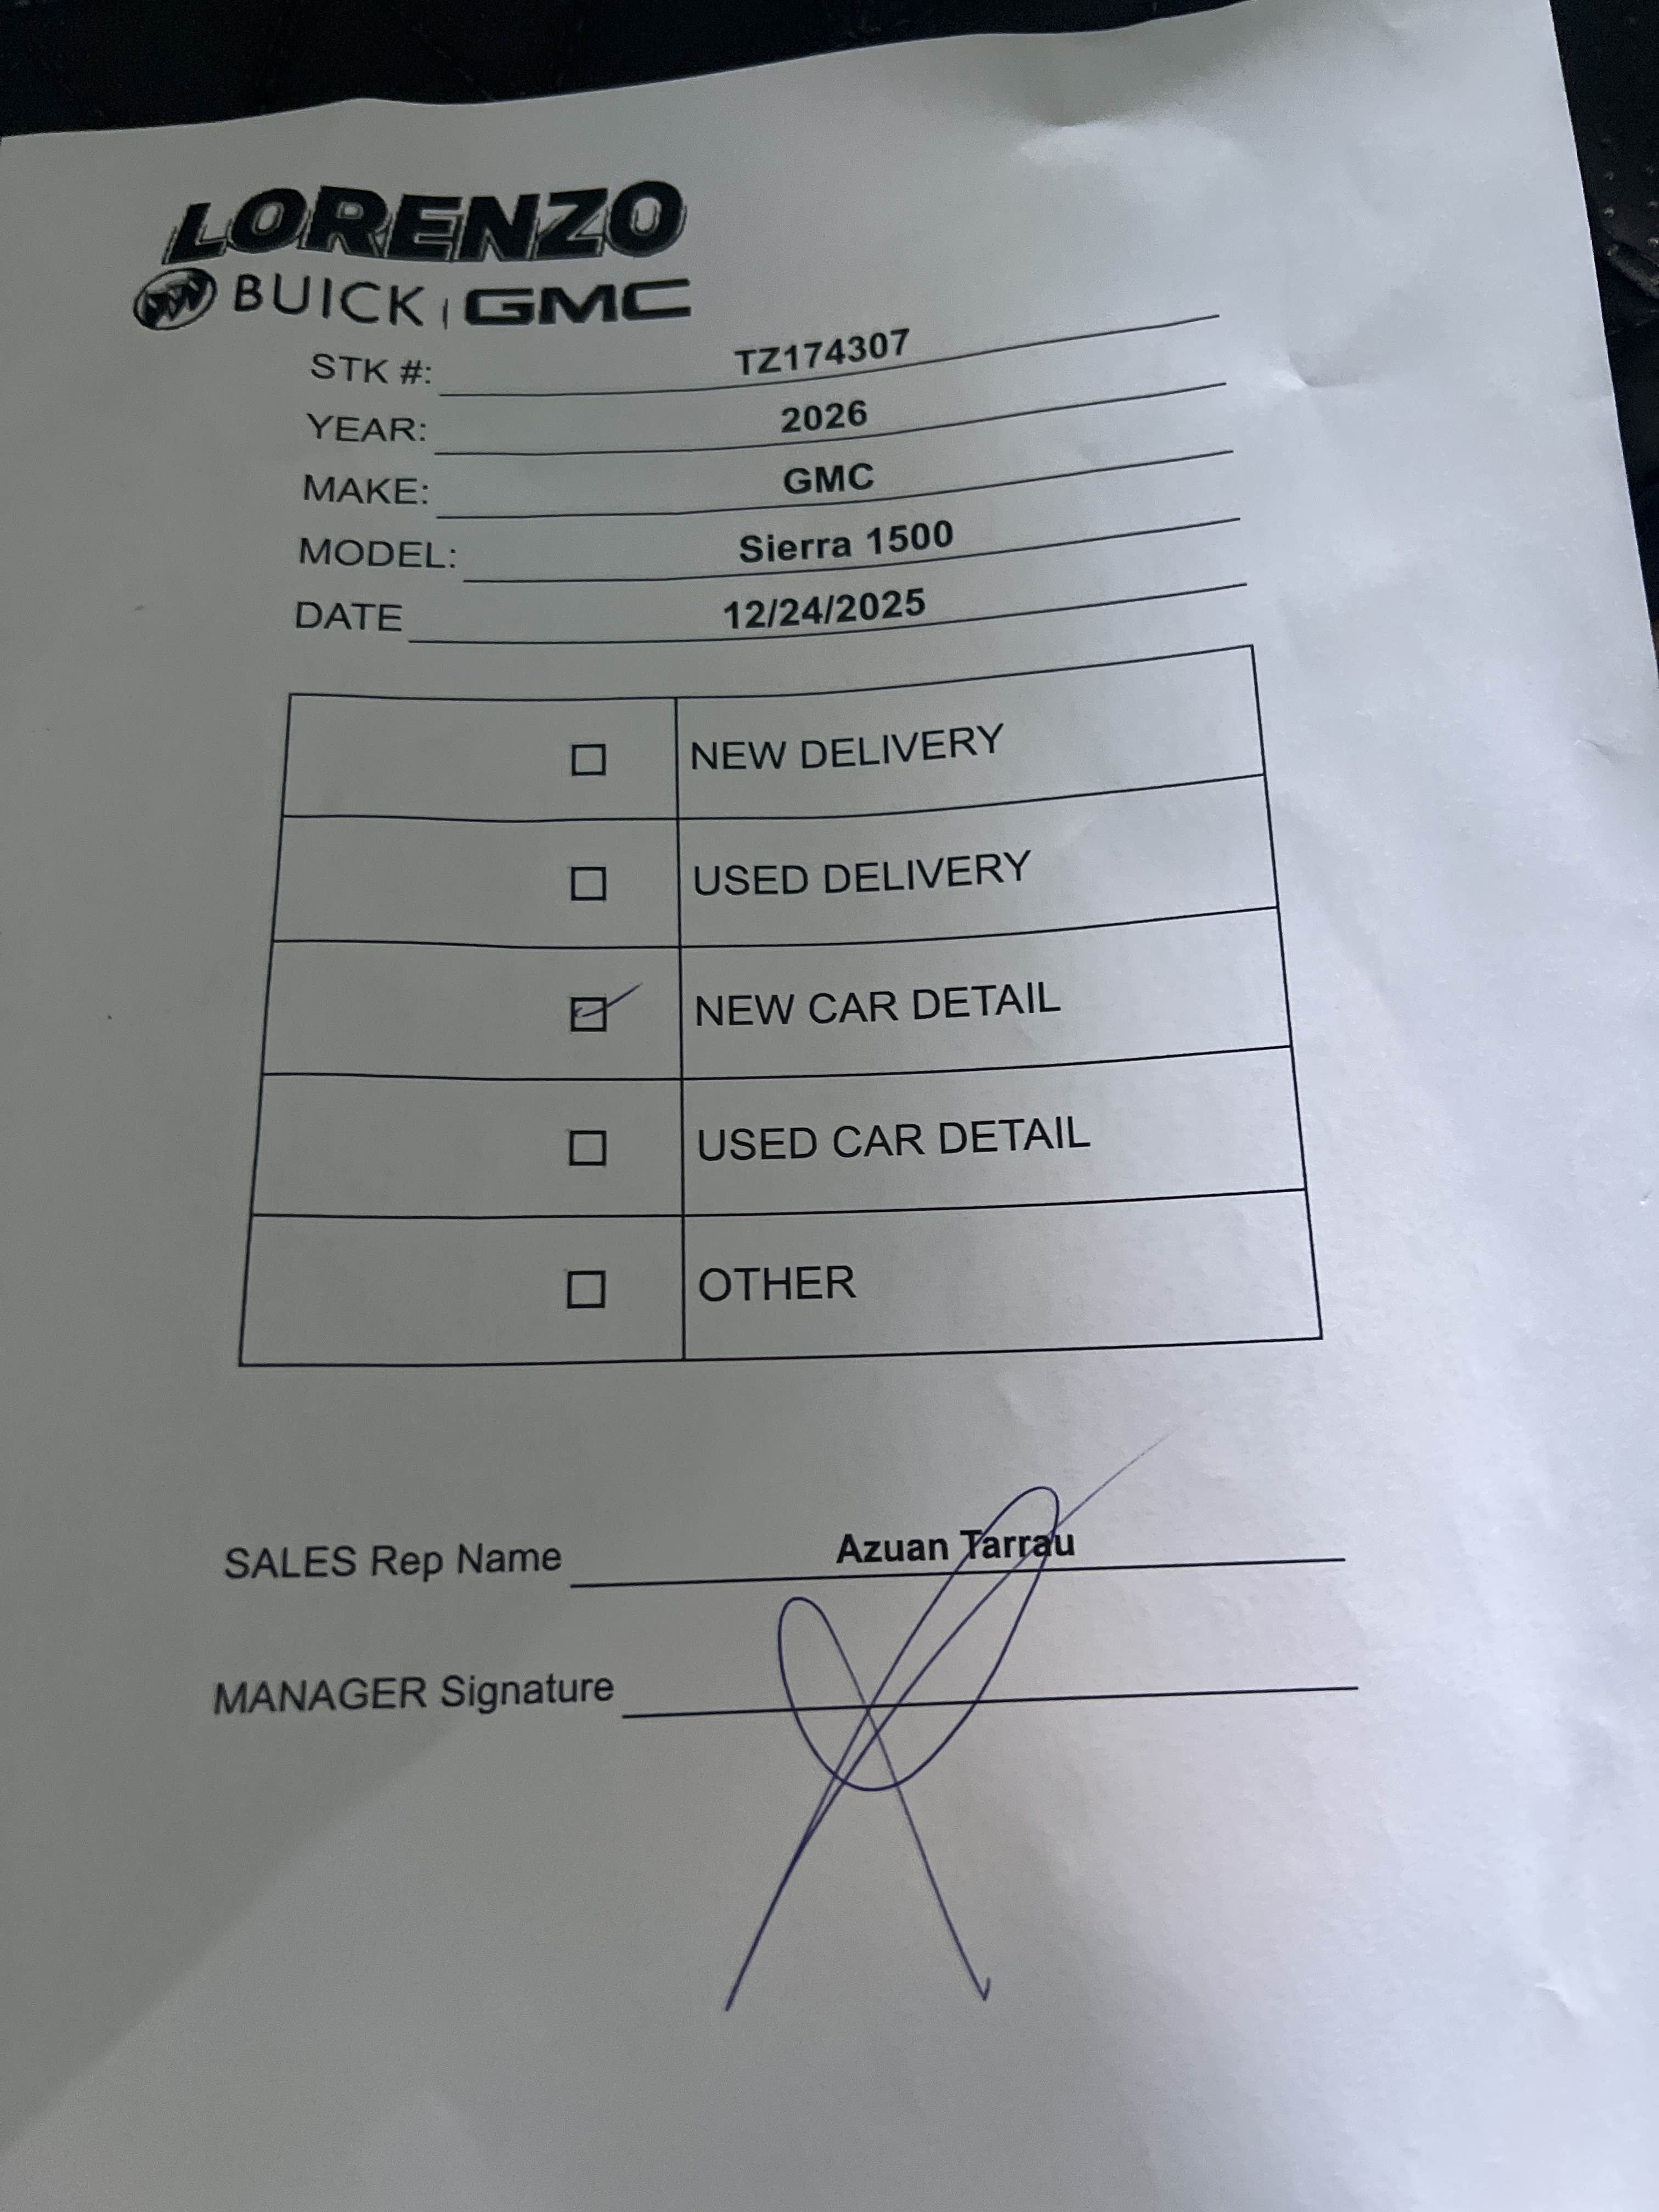 LORENZO
BUICK | GMC
STK #: TZ174307
YEAR: 2026
MAKE: GMC
MODEL: Sierra 1500
DATE 12/24/2025
NEW DELIVERY
USED DELIVERY
NEW CAR DETAIL
USED CAR DETAIL
OTHER
SALES Rep Name Azuan Tarrau
MANAGER Signature